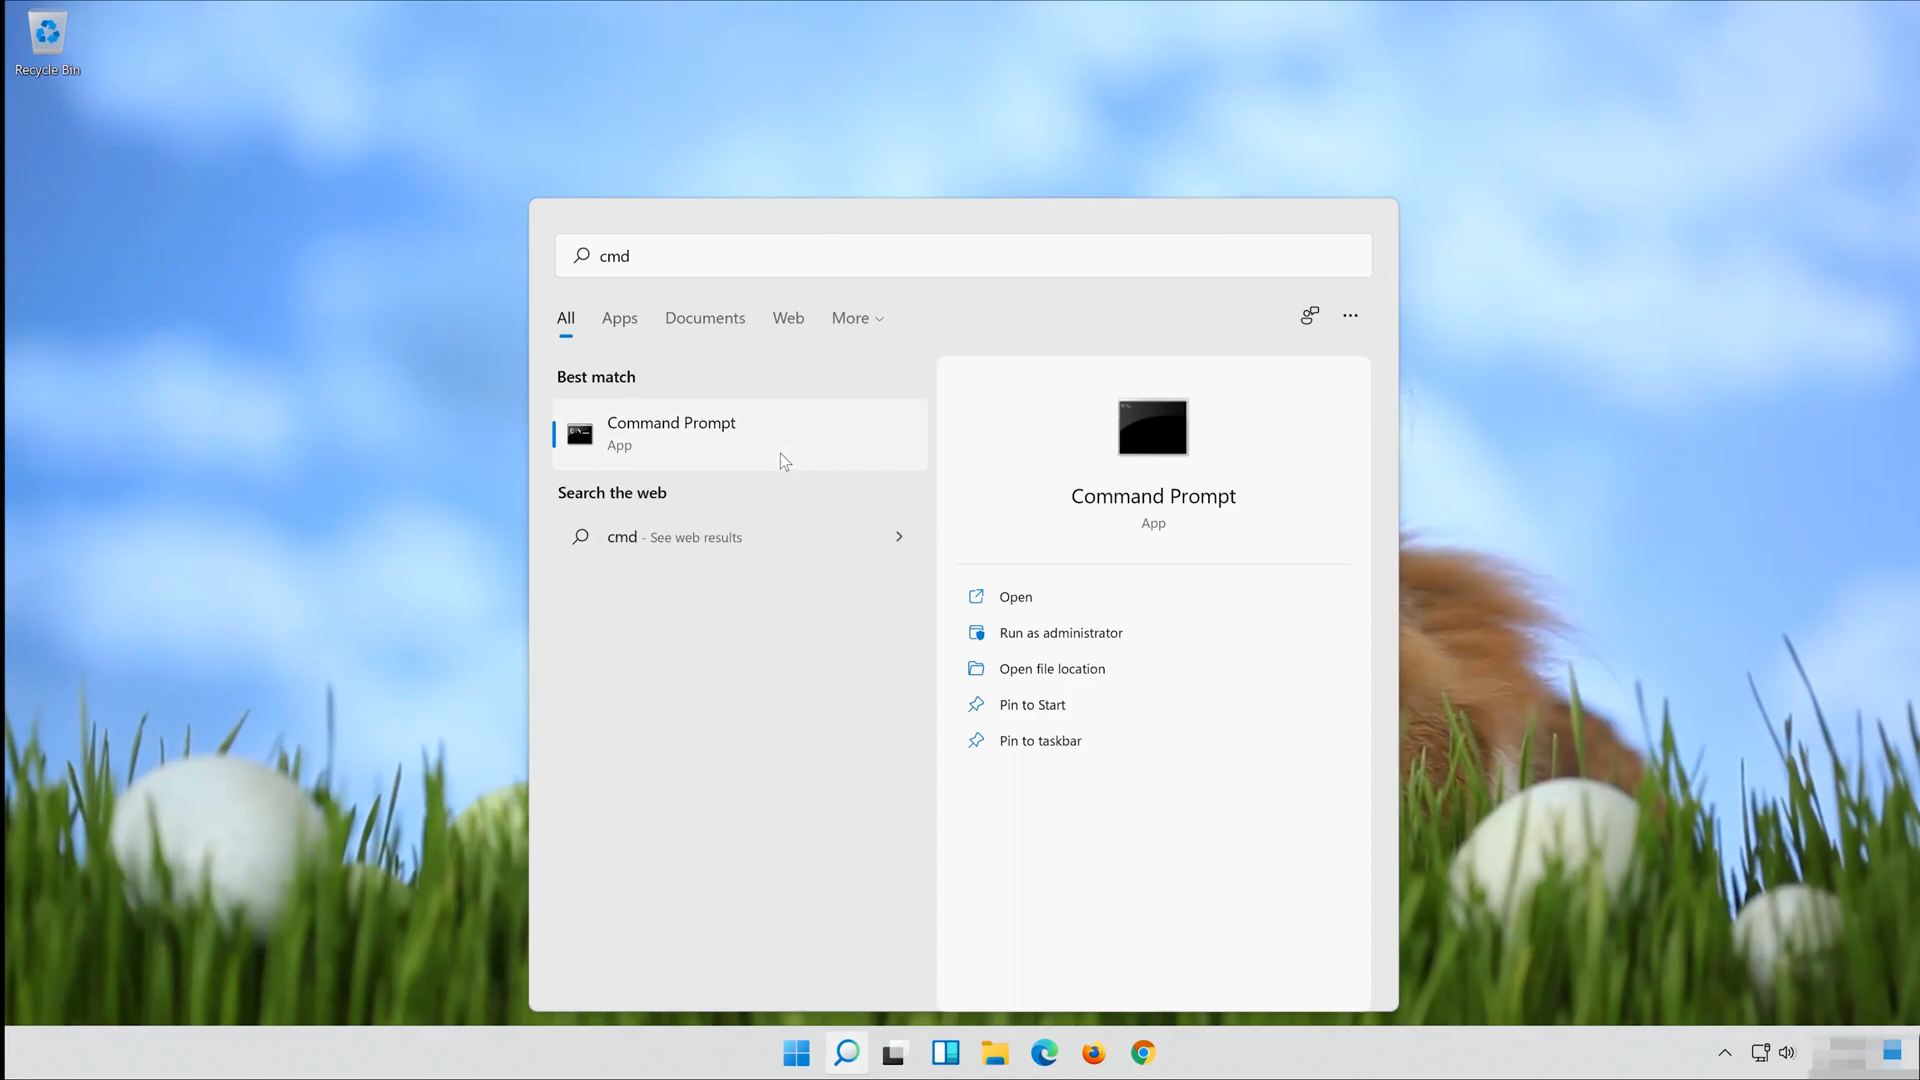 Recycle Bin
cmd
All Apps Documents Web More
Best match
Command Prompt
App
Search the web
cmd - See web results
Command Prompt
App
Open
Run as administrator
Open file location
Pin to Start
Pin to taskbar